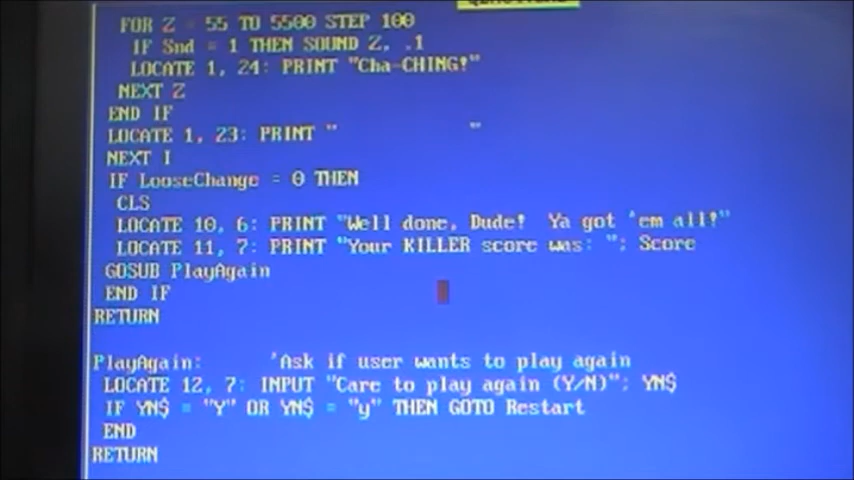 FOR Z = 55 TO 5500 STEP 100
IF Snd = 1 THEN SOUND Z, .1
LOCATE 1, 24: PRINT "Cha-CHING!"
NEXT Z
END IF
LOCATE 1, 23: PRINT "            "
NEXT I
IF LooseChange = 0 THEN
CLS
LOCATE 10, 6: PRINT "Well done, Dude!  Ya got 'em all!"
LOCATE 11, 7: PRINT "Your KILLER score was: "; Score
GOSUB PlayAgain
END IF
RETURN
PlayAgain:      'Ask if user wants to play again
LOCATE 12, 7: INPUT "Care to play again (Y/N)"; YN$
IF YN$ = "Y" OR YN$ = "y" THEN GOTO Restart
END
RETURN